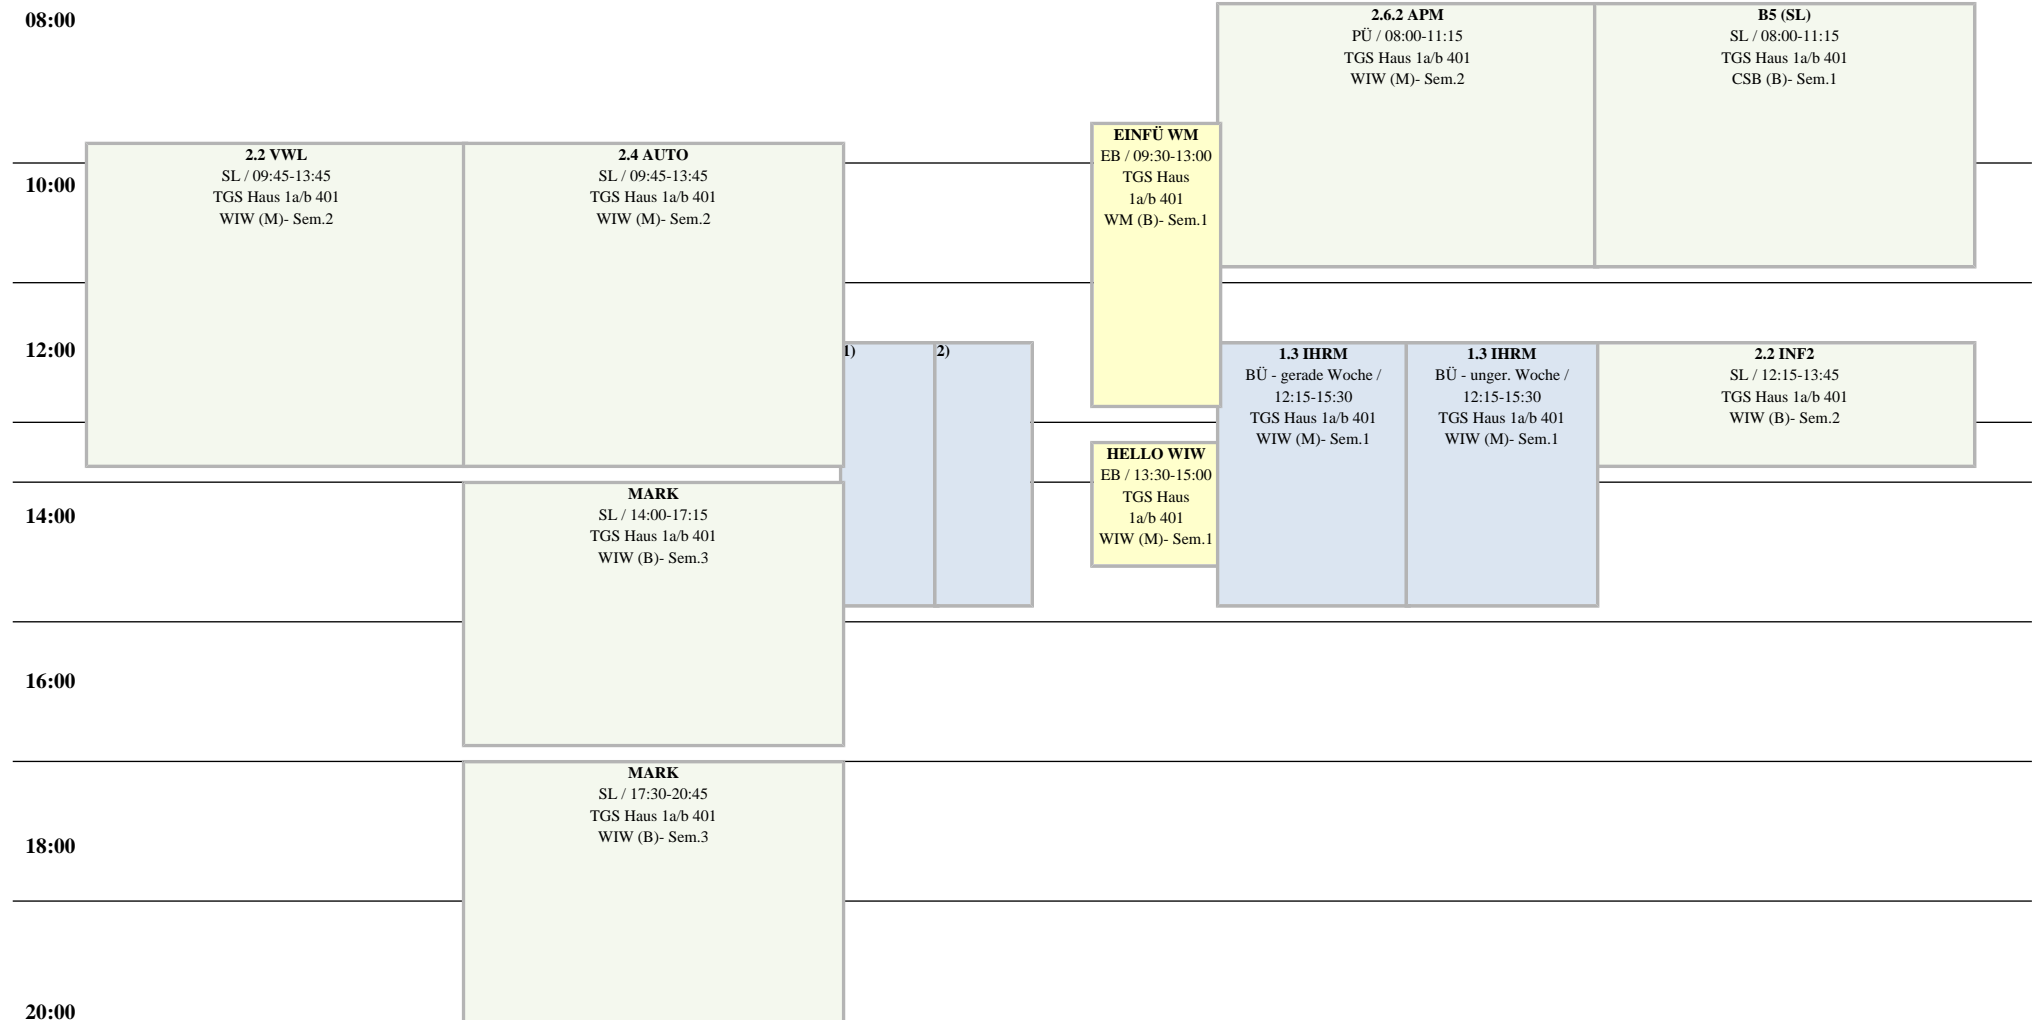 08:00
10:00
12:00
14:00
16:00
18:00
20:00
2.2 VWL
SL / 09:45-13:45
TGS Haus 1a/b 401
WIW (M)- Sem.2
2.4 AUTO
SL / 09:45-13:45
TGS Haus 1a/b 401
WIW (M)- Sem.2
MARK
SL / 14:00-17:15
TGS Haus 1a/b 401
WIW (B)- Sem.3
MARK
SL / 17:30-20:45
TGS Haus 1a/b 401
WIW (B)- Sem.3
1)
2)
EINFÜ WM
EB / 09:30-13:00
TGS Haus
1a/b 401
WM (B)- Sem.1
HELLO WIW
EB / 13:30-15:00
TGS Haus
1a/b 401
WIW (M)- Sem.1
2.6.2 APM
PÜ / 08:00-11:15
TGS Haus 1a/b 401
WIW (M)- Sem.2
1.3 IHRM
BÜ - gerade Woche /
12:15-15:30
TGS Haus 1a/b 401
WIW (M)- Sem.1
1.3 IHRM
BÜ - unger. Woche /
12:15-15:30
TGS Haus 1a/b 401
WIW (M)- Sem.1
B5 (SL)
SL / 08:00-11:15
TGS Haus 1a/b 401
CSB (B)- Sem.1
2.2 INF2
SL / 12:15-13:45
TGS Haus 1a/b 401
WIW (B)- Sem.2